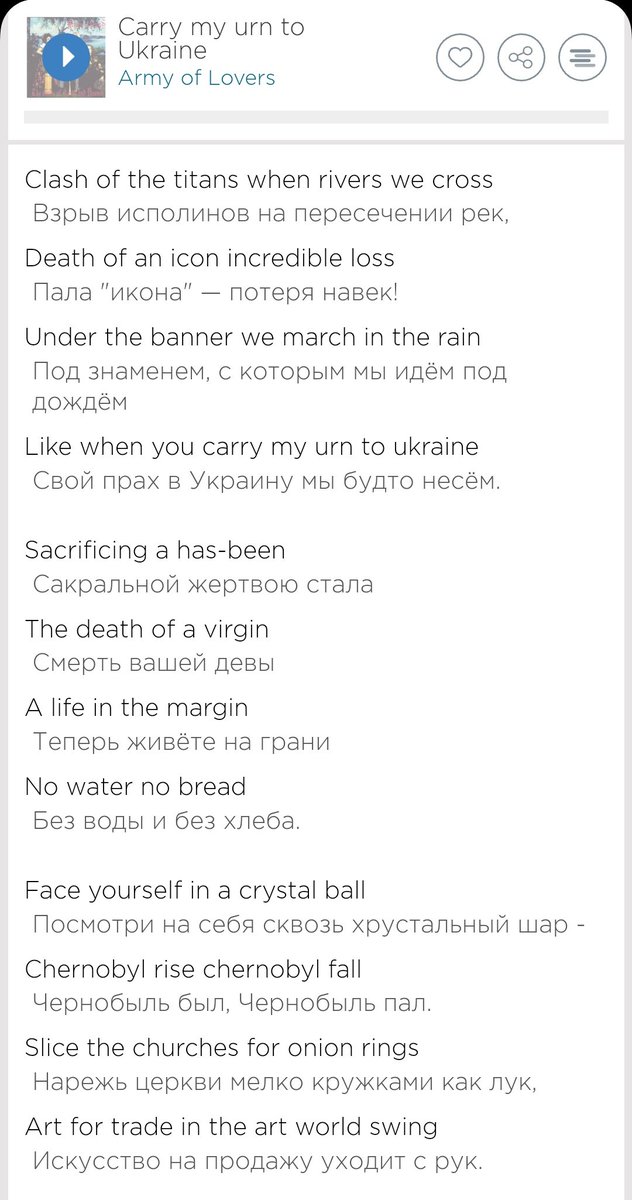 Carry my urn to
Ukraine
Army of Lovers
Clash of the titans when rivers we cross
Взрыв исполинов на пересечении рек,
Death of an icon incredible loss
Пала "икона" — потеря навек!
Under the banner we march in the rain
Под знаменем, с которым мы идём под
дождём
Like when you carry my urn to ukraine
Свой прах в Украину мы будто несём.
Sacrificing a has-been
Сакральной жертвою стала
The death of a virgin
Смерть вашей девы
A life in the margin
Теперь живёте на грани
No water no bread
Без воды и без хлеба.
Face yourself in a crystal ball
Посмотри на себя сквозь хрустальный шар -
Chernobyl rise chernobyl fall
Чернобыль был, Чернобыль пал.
Slice the churches for onion rings
Нарежь церкви мелко кружками как лук,
Art for trade in the art world swing
Искусство на продажу уходит с рук.